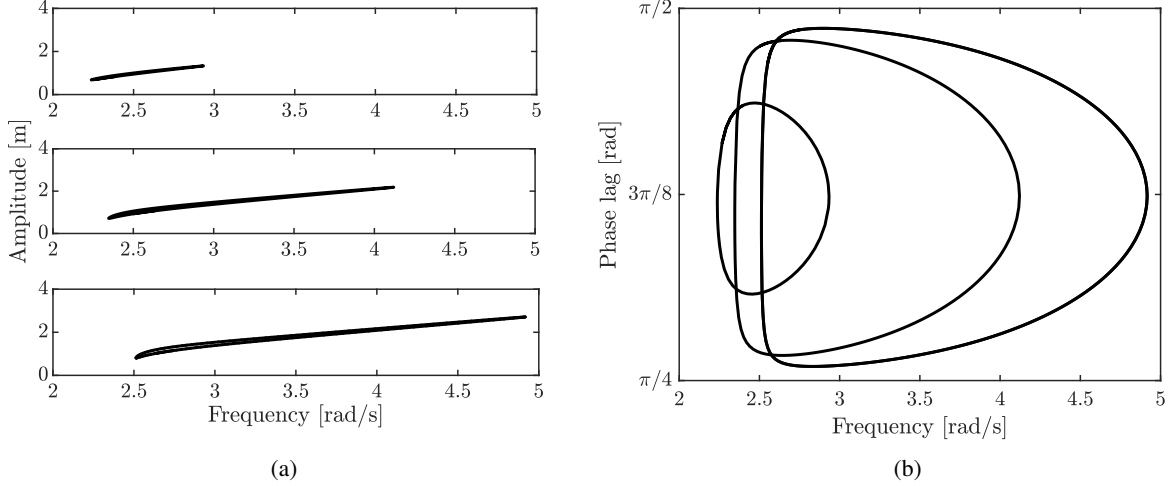 4
2
0
2 2.5 3 3.5 4 4.5 5
4
2
0
2 2.5 3 3.5 4 4.5 5
4
2
0
2 2.5 3 3.5 4 4.5 5
Amplitude [m]
Frequency [rad/s]
(a)
π/2
3π/8
π/4
Phase lag [rad]
2 2.5 3 3.5 4 4.5 5
Frequency [rad/s]
(b)